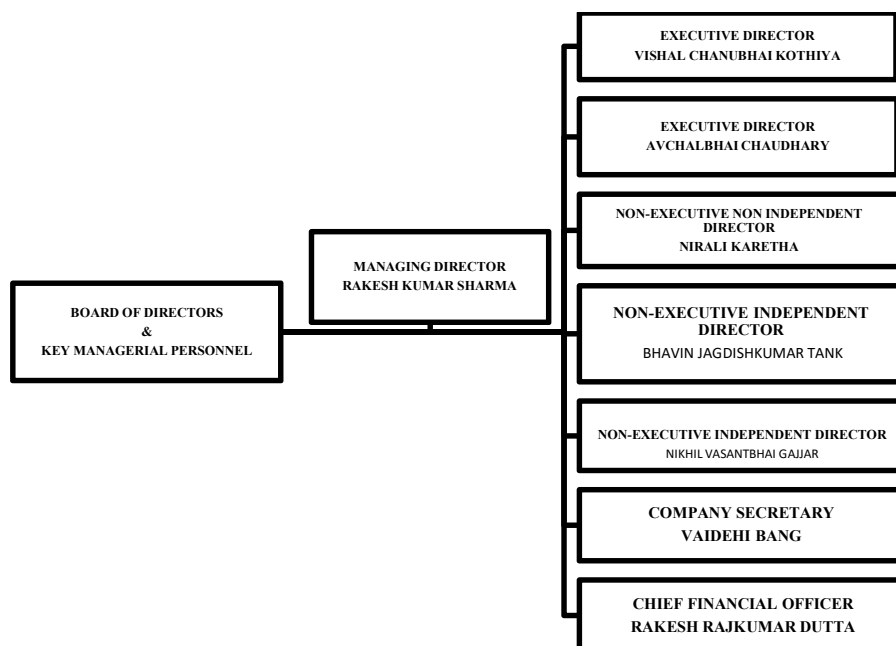 BOARD OF DIRECTORS
&
KEY MANAGERIAL PERSONNEL
MANAGING DIRECTOR
RAKESH KUMAR SHARMA
EXECUTIVE DIRECTOR
VISHAL CHANUBHAI KOTHIYA
EXECUTIVE DIRECTOR
AVCHALBHAI CHAUDHARY
NON-EXECUTIVE NON INDEPENDENT
DIRECTOR
NIRALI KARETHA
NON-EXECUTIVE INDEPENDENT
DIRECTOR
BHAVIN JAGDISHKUMAR TANK
NON-EXECUTIVE INDEPENDENT DIRECTOR
NIKHIL VASANTBHAI GAJJAR
COMPANY SECRETARY
VAIDEHI BANG
CHIEF FINANCIAL OFFICER
RAKESH RAJKUMAR DUTTA